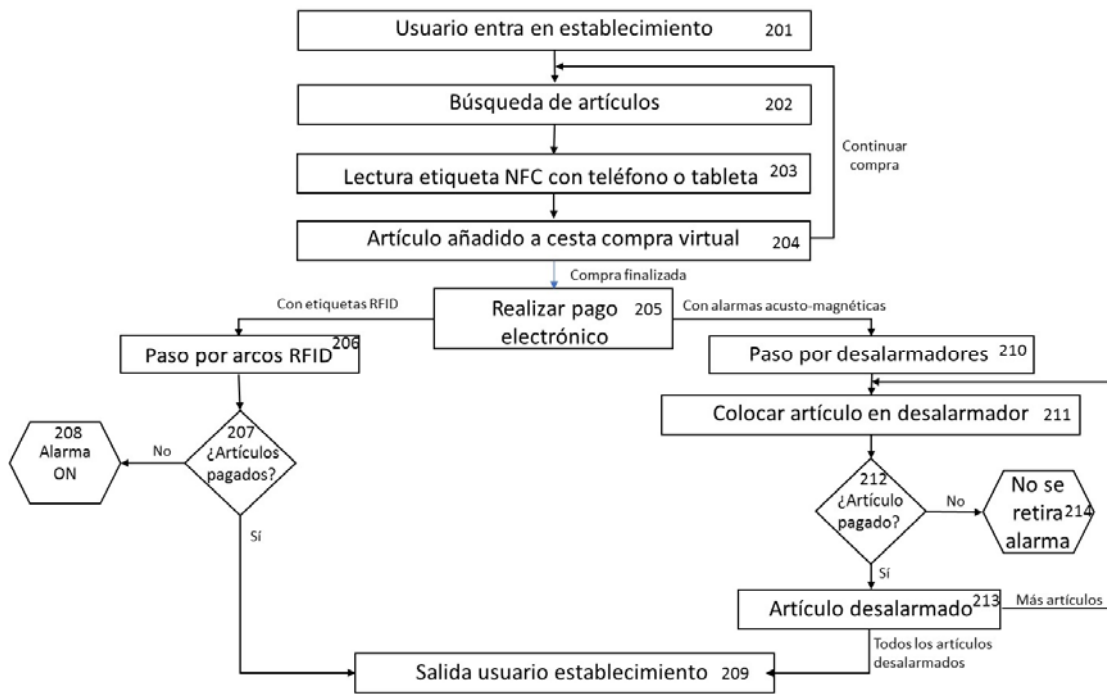 Usuario entra en establecimiento 201
Búsqueda de artículos 202
Continuar
compra
Lectura etiqueta NFC con teléfono o tableta 203
Artículo añadido a cesta compra virtual 204
Compra finalizada
Con etiquetas RFID
Realizar pago
electrónico
205
Con alarmas acusto-magnéticas
Paso por arcos RFID 206
Paso por desalarmadores 210
Colocar artículo en desalarmador 211
208
Alarma
ON
No
207
¿Artículos
pagados?
Sí
212
¿Artículo
pagado?
No
No se
retira
alarma
214
Sí
Artículo desalarmado 213
Más artículos
Todos los artículos
desalarmados
Salida usuario establecimiento 209